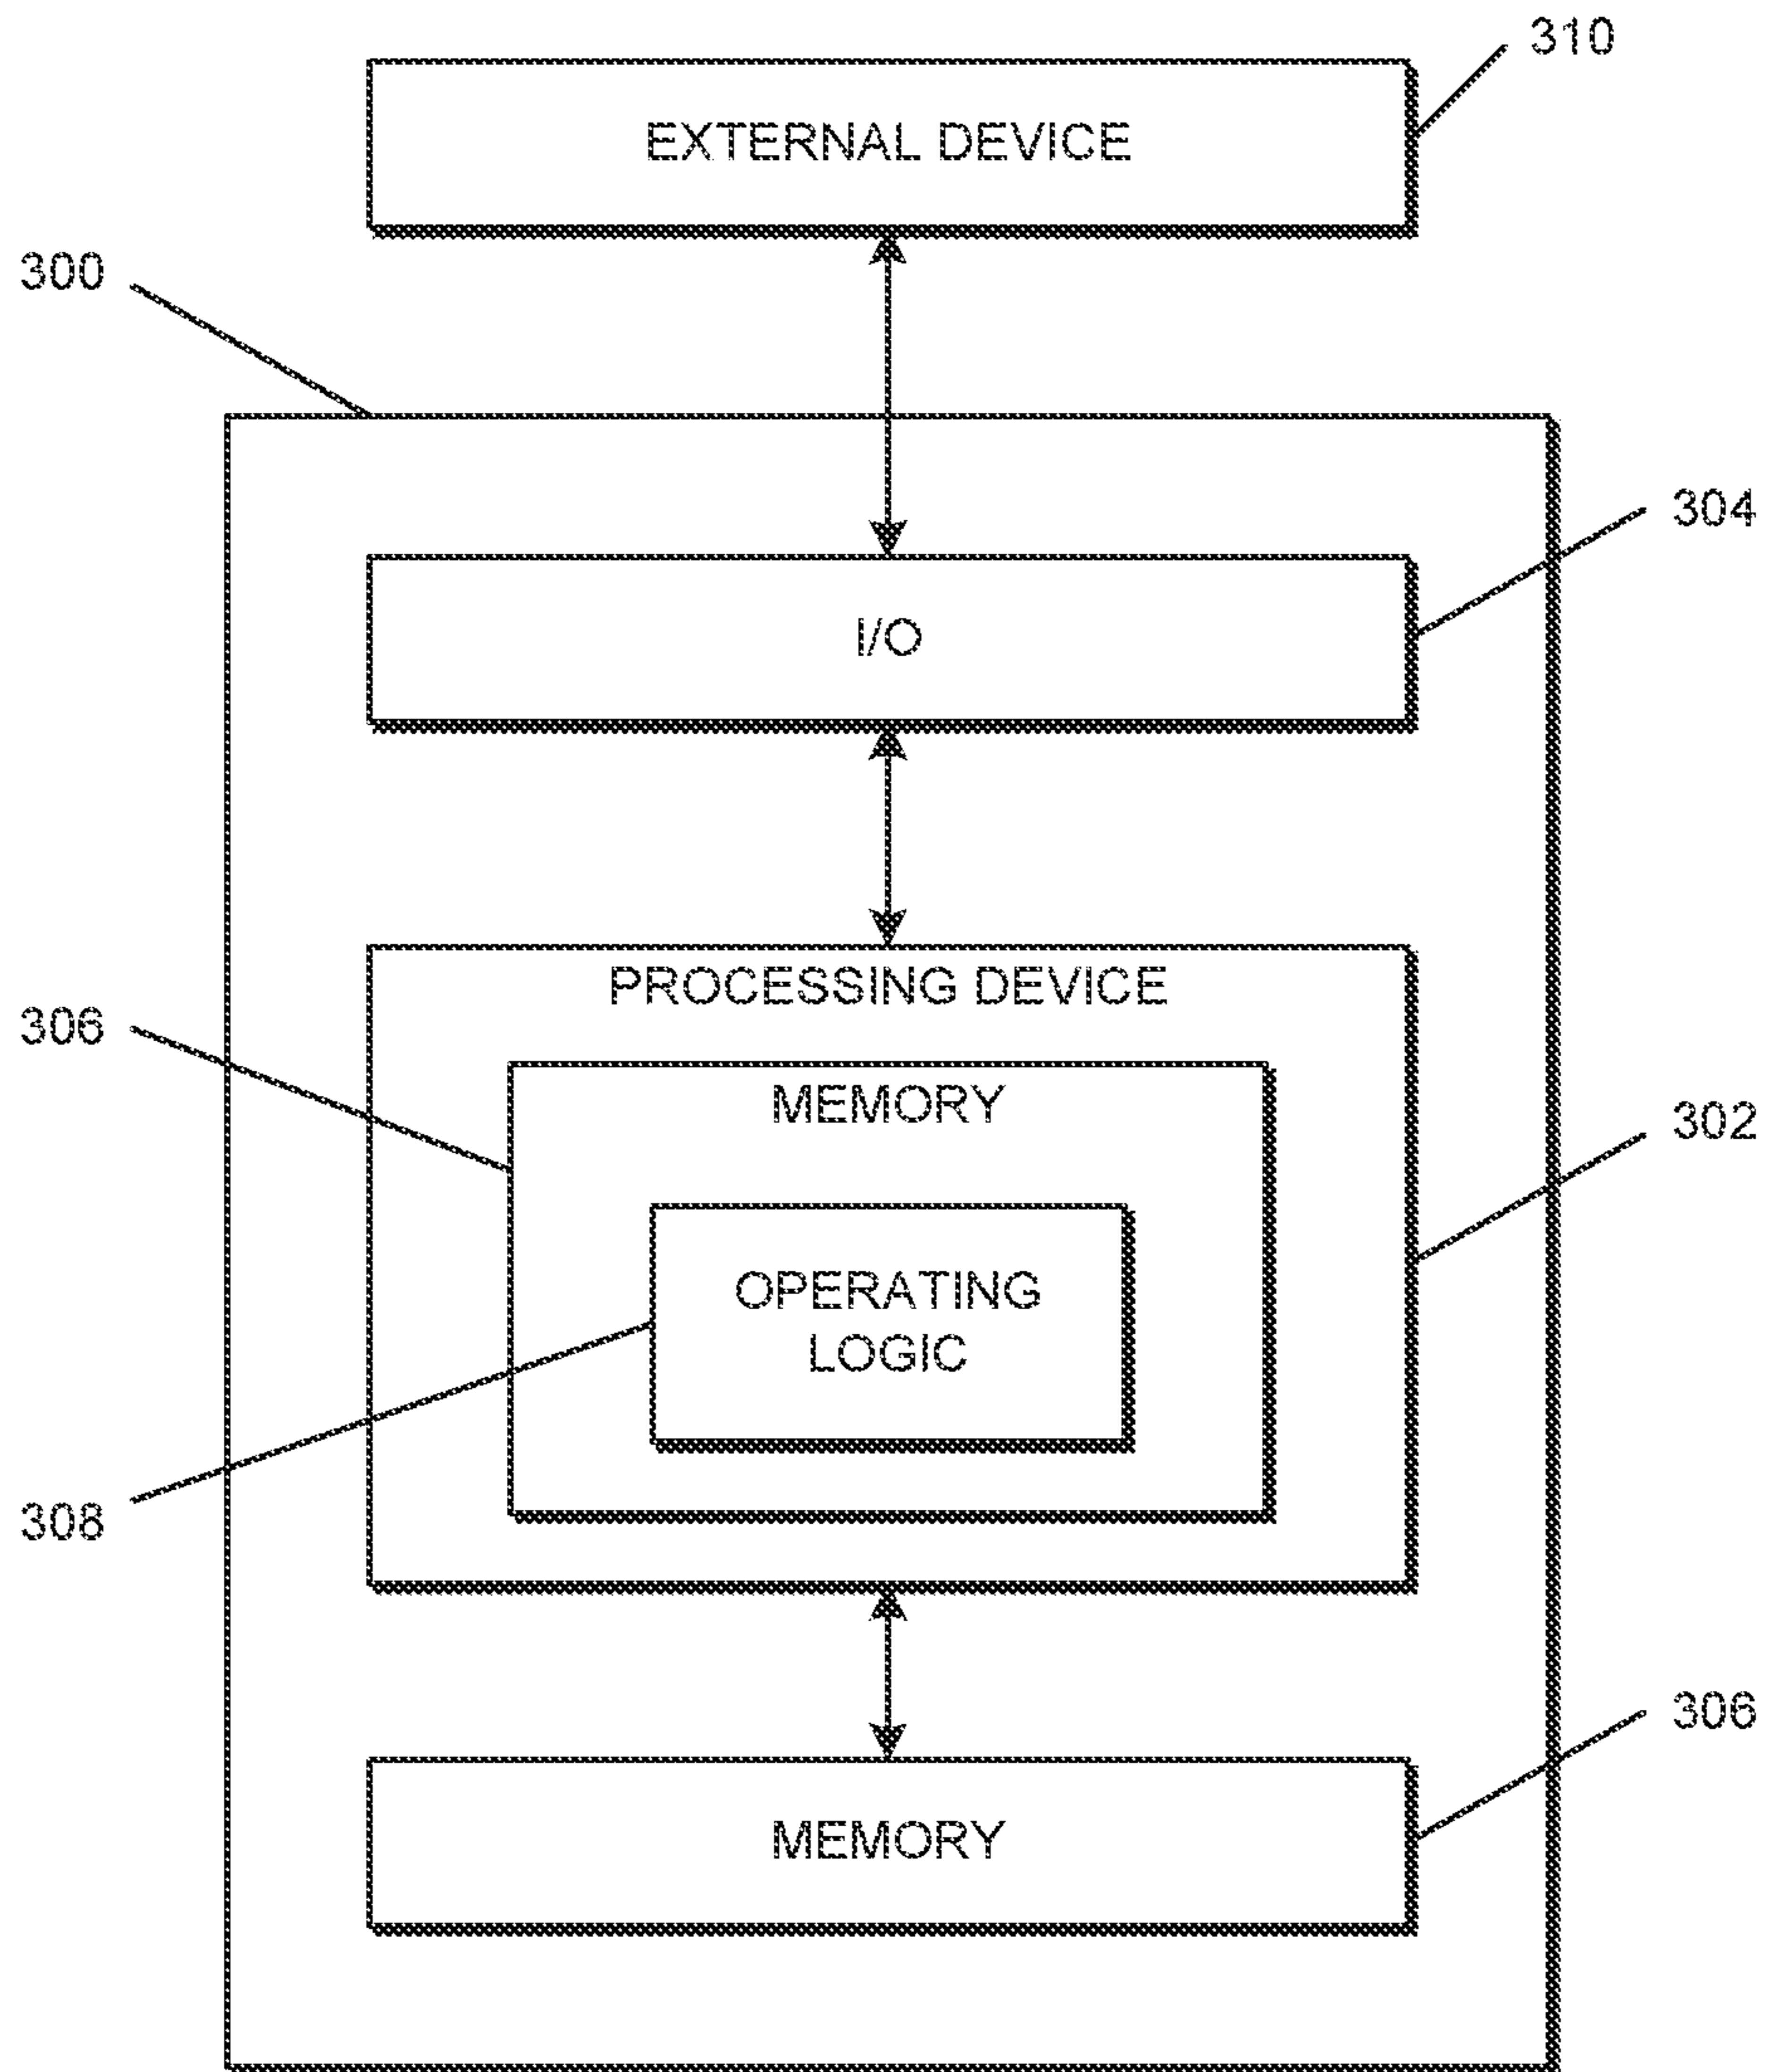 310
EXTERNAL DEVICE
300
304
I/O
PROCESSING DEVICE
306
MEMORY
302
OPERATING
LOGIC
308
306
MEMORY